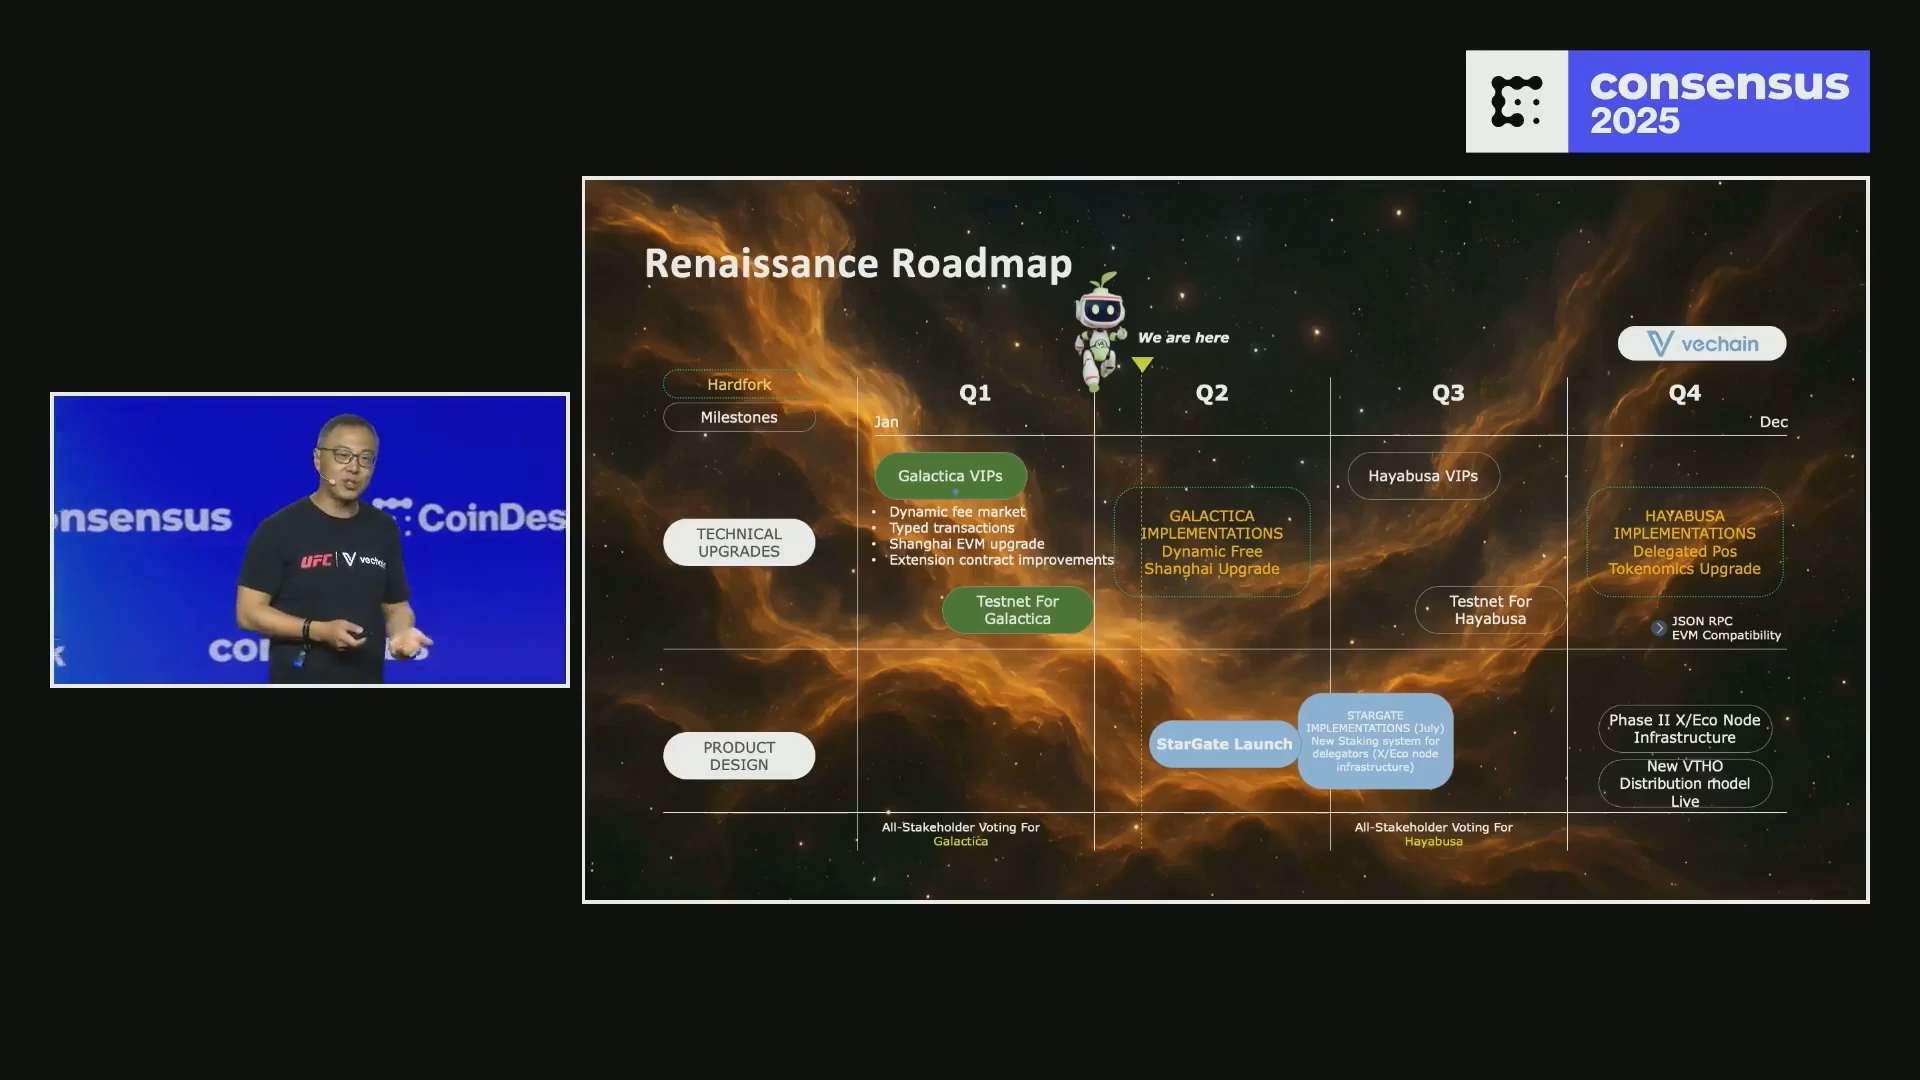 consensus
2025
Renaissance Roadmap
We are here
vechain
Hardfork
Milestones
Q1
Q2
Q3
Q4
Jan
Dec
TECHNICAL
UPGRADES
Galactica VIPs
• Dynamic fee market
• Typed transactions
• Shanghai EVM upgrade
• Extension contract improvements
Testnet For
Galactica
GALACTICA
IMPLEMENTATIONS
Dynamic Free
Shanghai Upgrade
Hayabusa VIPs
Testnet For
Hayabusa
HAYABUSA
IMPLEMENTATIONS
Delegated Pos
Tokenomics Upgrade
JSON RPC
EVM Compatibility
PRODUCT
DESIGN
StarGate Launch
STARGATE
IMPLEMENTATIONS (July)
New Staking system for
delegators (X/Eco node
infrastructure)
Phase II X/Eco Node
Infrastructure
New VTHO
Distribution model
Live
All-Stakeholder Voting For
Galactica
All-Stakeholder Voting For
Hayabusa
onsensus
CoinDes
UFC | vechain
con